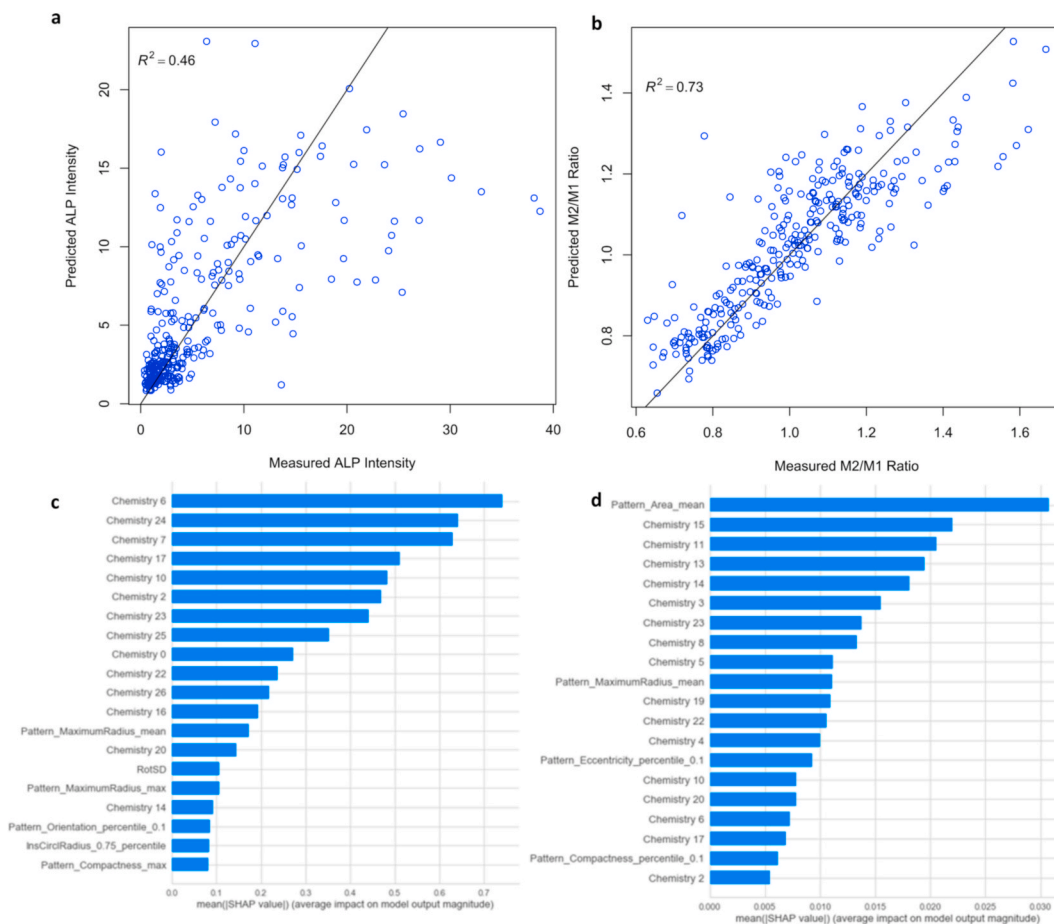 a
R² = 0.46
Predicted ALP Intensity
20
15
10
5
0
0 10 20 30 40
Measured ALP Intensity
b
R² = 0.73
Predicted M2/M1 Ratio
1.4
1.2
1.0
0.8
0.6 0.8 1.0 1.2 1.4 1.6
Measured M2/M1 Ratio
c
Chemistry 6
Chemistry 24
Chemistry 7
Chemistry 17
Chemistry 10
Chemistry 2
Chemistry 23
Chemistry 25
Chemistry 0
Chemistry 22
Chemistry 26
Chemistry 16
Pattern_MaximumRadius_mean
Chemistry 20
RotSD
Pattern_MaximumRadius_max
Chemistry 14
Pattern_Orientation_percentile_0.1
InsCirclRadius_0.75_percentile
Pattern_Compactness_max
0.0 0.1 0.2 0.3 0.4 0.5 0.6 0.7
mean(|SHAP value|) (average impact on model output magnitude)
d
Pattern_Area_mean
Chemistry 15
Chemistry 11
Chemistry 13
Chemistry 14
Chemistry 3
Chemistry 23
Chemistry 8
Chemistry 5
Pattern_MaximumRadius_mean
Chemistry 19
Chemistry 22
Chemistry 4
Pattern_Eccentricity_percentile_0.1
Chemistry 10
Chemistry 20
Chemistry 6
Chemistry 17
Pattern_Compactness_percentile_0.1
Chemistry 2
0.000 0.005 0.010 0.015 0.020 0.025 0.030
mean(|SHAP value|) (average impact on model output magnitude)